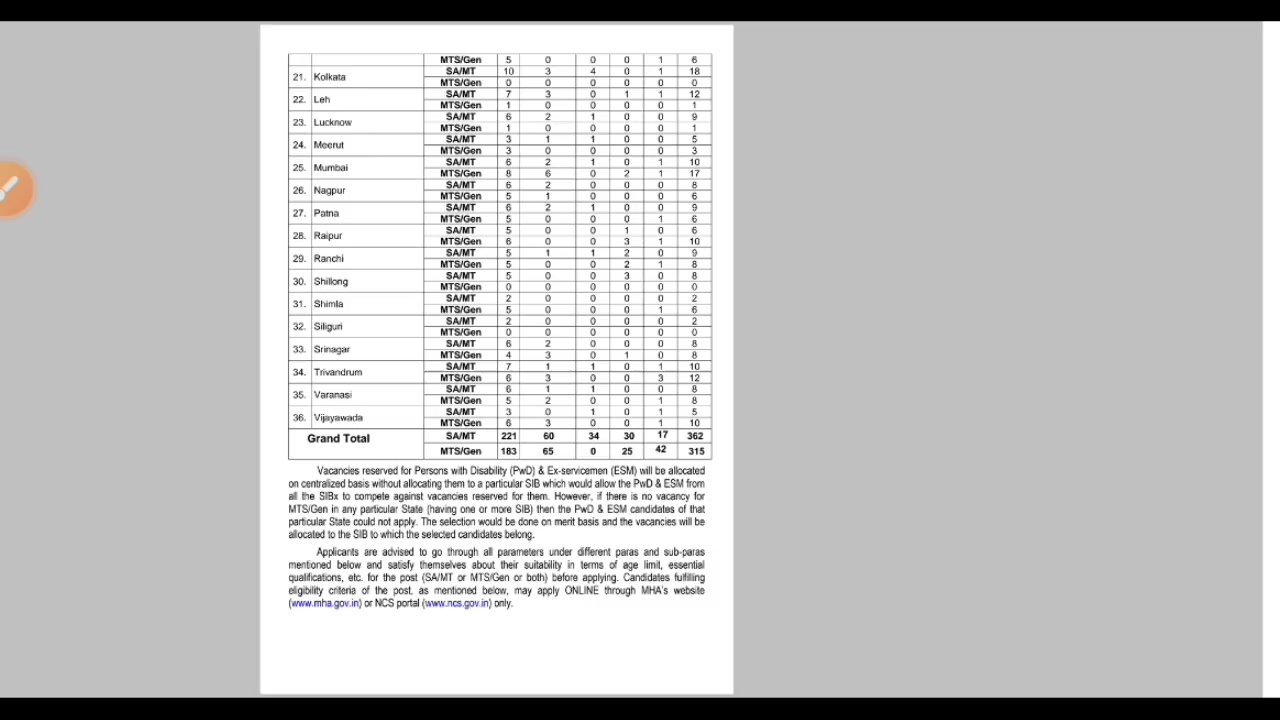 MTS/Gen 5 0 0 0 1 6
21. Kolkata SA/MT 10 3 4 0 1 18
MTS/Gen 0 0 0 0 0 0
22. Leh SA/MT 7 3 0 1 1 12
MTS/Gen 1 0 0 0 0 1
23. Lucknow SA/MT 6 2 1 0 0 9
MTS/Gen 1 0 0 0 0 1
24. Meerut SA/MT 3 1 1 0 0 5
MTS/Gen 3 0 0 0 0 3
25. Mumbai SA/MT 6 2 1 0 1 10
MTS/Gen 8 6 0 2 1 17
26. Nagpur SA/MT 6 2 0 0 0 8
MTS/Gen 5 1 0 0 0 6
27. Patna SA/MT 6 2 1 0 0 9
MTS/Gen 5 0 0 0 1 6
28. Raipur SA/MT 5 0 0 1 0 6
MTS/Gen 6 0 0 3 1 10
29. Ranchi SA/MT 5 1 1 2 0 9
MTS/Gen 5 0 0 2 1 8
30. Shillong SA/MT 5 0 0 3 0 8
MTS/Gen 0 0 0 0 0 0
31. Shimla SA/MT 2 0 0 0 0 2
MTS/Gen 5 0 0 0 1 6
32. Siliguri SA/MT 2 0 0 0 0 2
MTS/Gen 0 0 0 0 0 0
33. Srinagar SA/MT 6 2 0 0 0 8
MTS/Gen 4 3 0 1 0 8
34. Trivandrum SA/MT 7 1 1 0 1 10
MTS/Gen 6 3 0 0 3 12
35. Varanasi SA/MT 6 1 1 0 0 8
MTS/Gen 5 2 0 0 1 8
36. Vijayawada SA/MT 3 0 1 0 1 5
MTS/Gen 6 3 0 0 1 10
Grand Total SA/MT 221 60 34 30 17 362
MTS/Gen 183 65 0 25 42 315
Vacancies reserved for Persons with Disability (PwD) & Ex-servicemen (ESM) will be allocated
on centralized basis without allocating them to a particular SIB which would allow the PwD & ESM from
all the SIBx to compete against vacancies reserved for them. However, if there is no vacancy for
MTS/Gen in any particular State (having one or more SIB) then the PwD & ESM candidates of that
particular State could not apply. The selection would be done on merit basis and the vacancies will be
allocated to the SIB to which the selected candidates belong.
Applicants are advised to go through all parameters under different paras and sub-paras
mentioned below and satisfy themselves about their suitability in terms of age limit, essential
qualifications, etc. for the post (SA/MT or MTS/Gen or both) before applying. Candidates fulfilling
eligibility criteria of the post, as mentioned below, may apply ONLINE through MHA's website
(www.mha.gov.in) or NCS portal (www.ncs.gov.in) only.